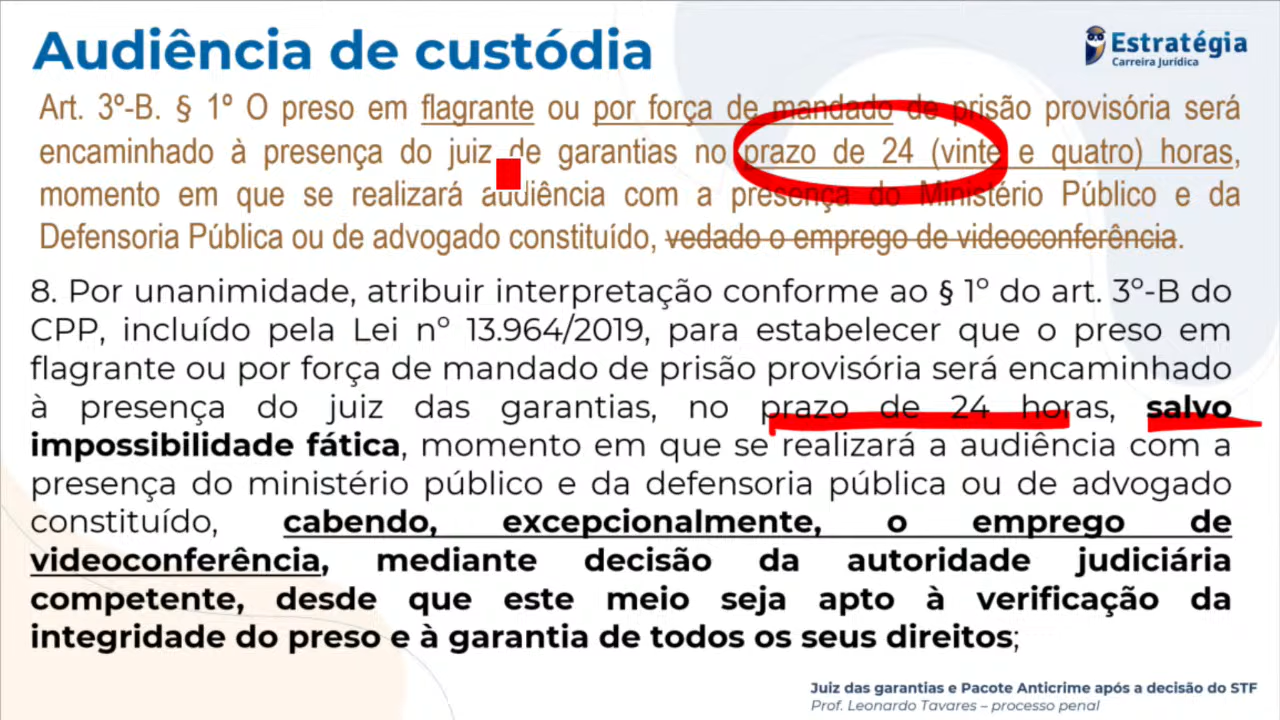 Audiência de custódia
Estratégia
Carreira Jurídica
Art. 3º-B. § 1º O preso em flagrante ou por força de mandado de prisão provisória será
encaminhado à presença do juiz de garantias no prazo de 24 (vinte e quatro) horas,
momento em que se realizará audiência com a presença do Ministério Público e da
Defensoria Pública ou de advogado constituído, vedado o emprego de videoconferência.
8. Por unanimidade, atribuir interpretação conforme ao § 1º do art. 3º-B do
CPP, incluído pela Lei nº 13.964/2019, para estabelecer que o preso em
flagrante ou por força de mandado de prisão provisória será encaminhado
à presença do juiz das garantias, no prazo de 24 horas, salvo
impossibilidade fática, momento em que se realizará a audiência com a
presença do ministério público e da defensoria pública ou de advogado
constituído, cabendo, excepcionalmente, o emprego de
videoconferência, mediante decisão da autoridade judiciária
competente, desde que este meio seja apto à verificação da
integridade do preso e à garantia de todos os seus direitos;
Juiz das garantias e Pacote Anticrime após a decisão do STF
Prof. Leonardo Tavares – processo penal